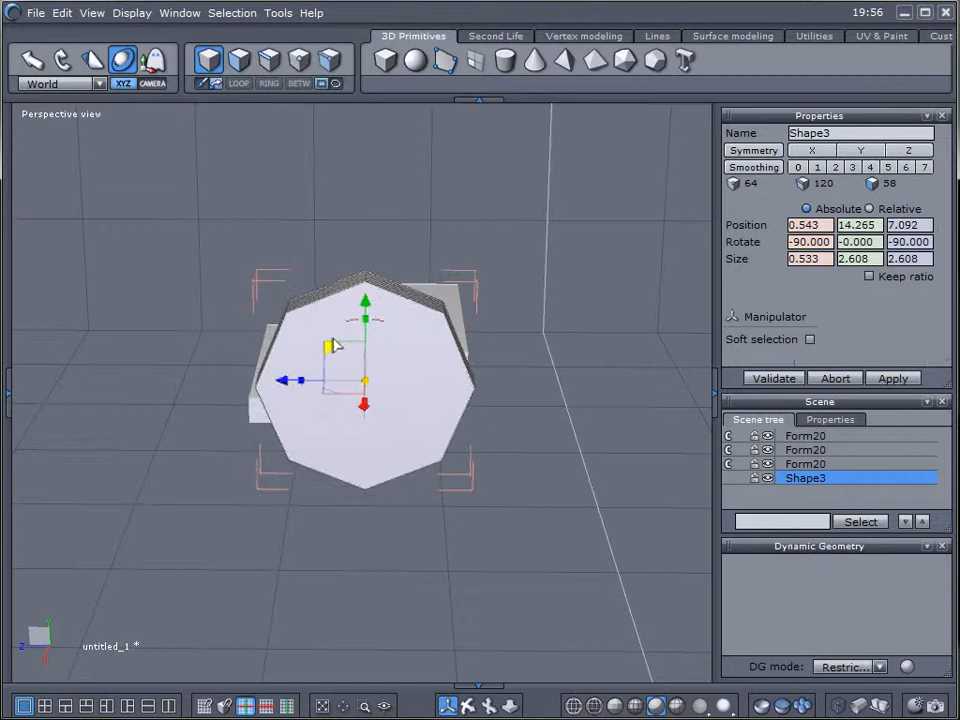 File Edit View Display Window Selection Tools Help 19:56
3D Primitives Second Life Vertex modeling Lines Surface modeling Utilities UV & Paint Cust
World XYZ CAMERA LOOP RING BETW
Perspective view
Properties
Name Shape3
Symmetry X Y Z
Smoothing 0 1 2 3 4 5 6 7
64 120 58
Absolute Relative
Position 0.543 14.265 7.092
Rotate -90.000 -0.000 -90.000
Size 0.533 2.608 2.608
Keep ratio
Manipulator
Soft selection
Validate Abort Apply
Scene
Scene tree Properties
Form20
Form20
Form20
Shape3
Select
Dynamic Geometry
Y
Z
X
untitled_1 *
DG mode: Restric...